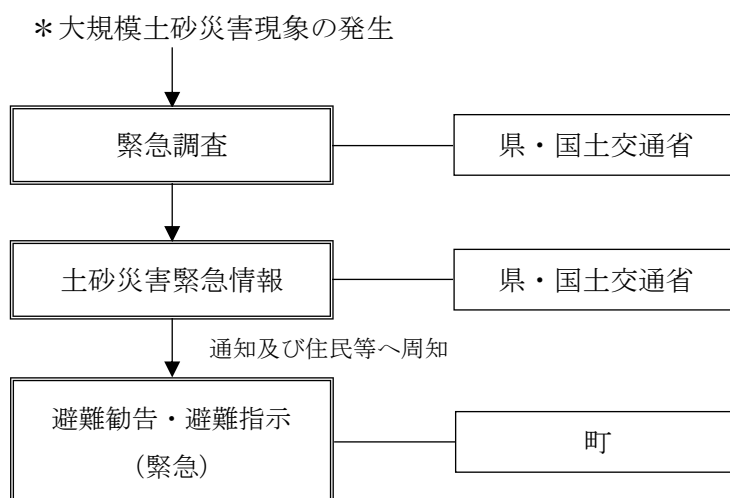 ＊大規模土砂災害現象の発生
緊急調査
県・国土交通省
土砂災害緊急情報
県・国土交通省
通知及び住民等へ周知
避難勧告・避難指示
（緊急）
町